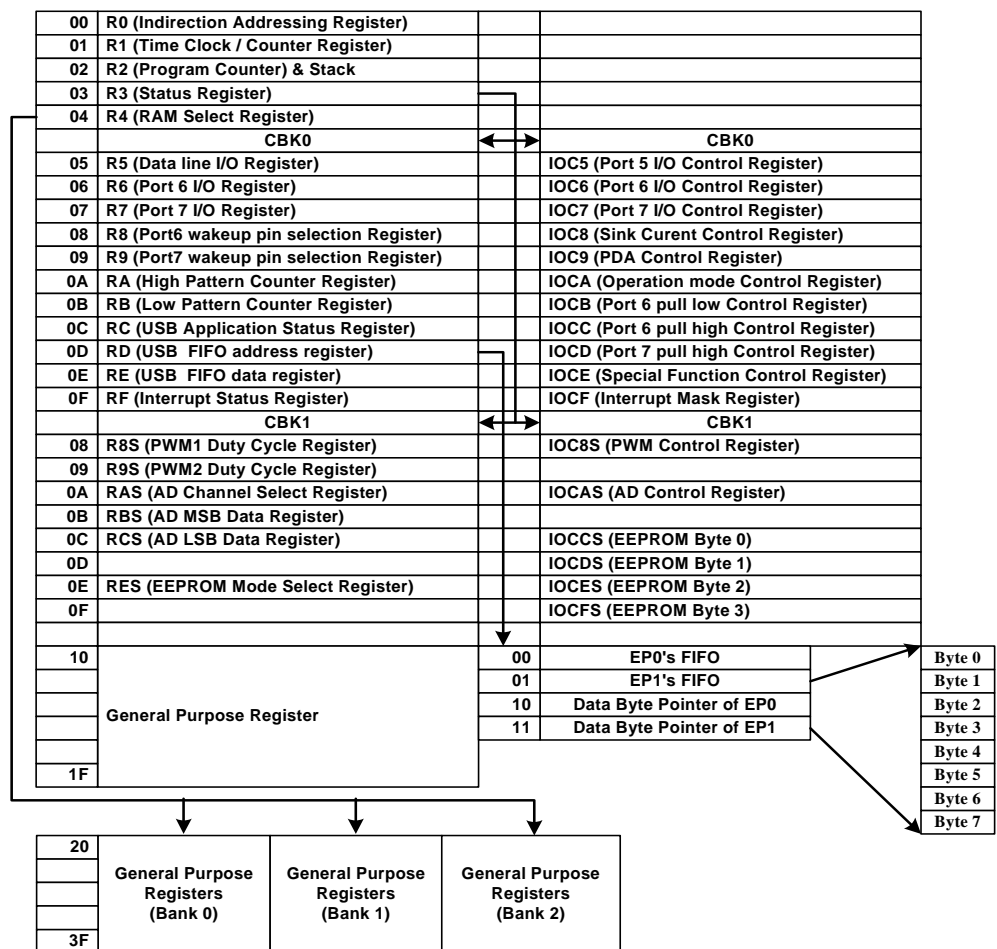 00 R0 (Indirection Addressing Register)
01 R1 (Time Clock / Counter Register)
02 R2 (Program Counter) & Stack
03 R3 (Status Register)
04 R4 (RAM Select Register)
CBK0 CBK0
05 R5 (Data line I/O Register) IOC5 (Port 5 I/O Control Register)
06 R6 (Port 6 I/O Register) IOC6 (Port 6 I/O Control Register)
07 R7 (Port 7 I/O Register) IOC7 (Port 7 I/O Control Register)
08 R8 (Port6 wakeup pin selection Register) IOC8 (Sink Curent Control Register)
09 R9 (Port7 wakeup pin selection Register) IOC9 (PDA Control Register)
0A RA (High Pattern Counter Register) IOCA (Operation mode Control Register)
0B RB (Low Pattern Counter Register) IOCB (Port 6 pull low Control Register)
0C RC (USB Application Status Register) IOCC (Port 6 pull high Control Register)
0D RD (USB FIFO address register) IOCD (Port 7 pull high Control Register)
0E RE (USB FIFO data register) IOCE (Special Function Control Register)
0F RF (Interrupt Status Register) IOCF (Interrupt Mask Register)
CBK1 CBK1
08 R8S (PWM1 Duty Cycle Register) IOC8S (PWM Control Register)
09 R9S (PWM2 Duty Cycle Register)
0A RAS (AD Channel Select Register) IOCAS (AD Control Register)
0B RBS (AD MSB Data Register)
0C RCS (AD LSB Data Register) IOCCS (EEPROM Byte 0)
0D IOCDS (EEPROM Byte 1)
0E RES (EEPROM Mode Select Register) IOCES (EEPROM Byte 2)
0F IOCFS (EEPROM Byte 3)
10 00 EP0's FIFO Byte 0
01 EP1's FIFO Byte 1
10 Data Byte Pointer of EP0 Byte 2
General Purpose Register
11 Data Byte Pointer of EP1 Byte 3
Byte 4
1F Byte 5
Byte 6
Byte 7
20
General Purpose General Purpose General Purpose
Registers Registers Registers
(Bank 0) (Bank 1) (Bank 2)
3F